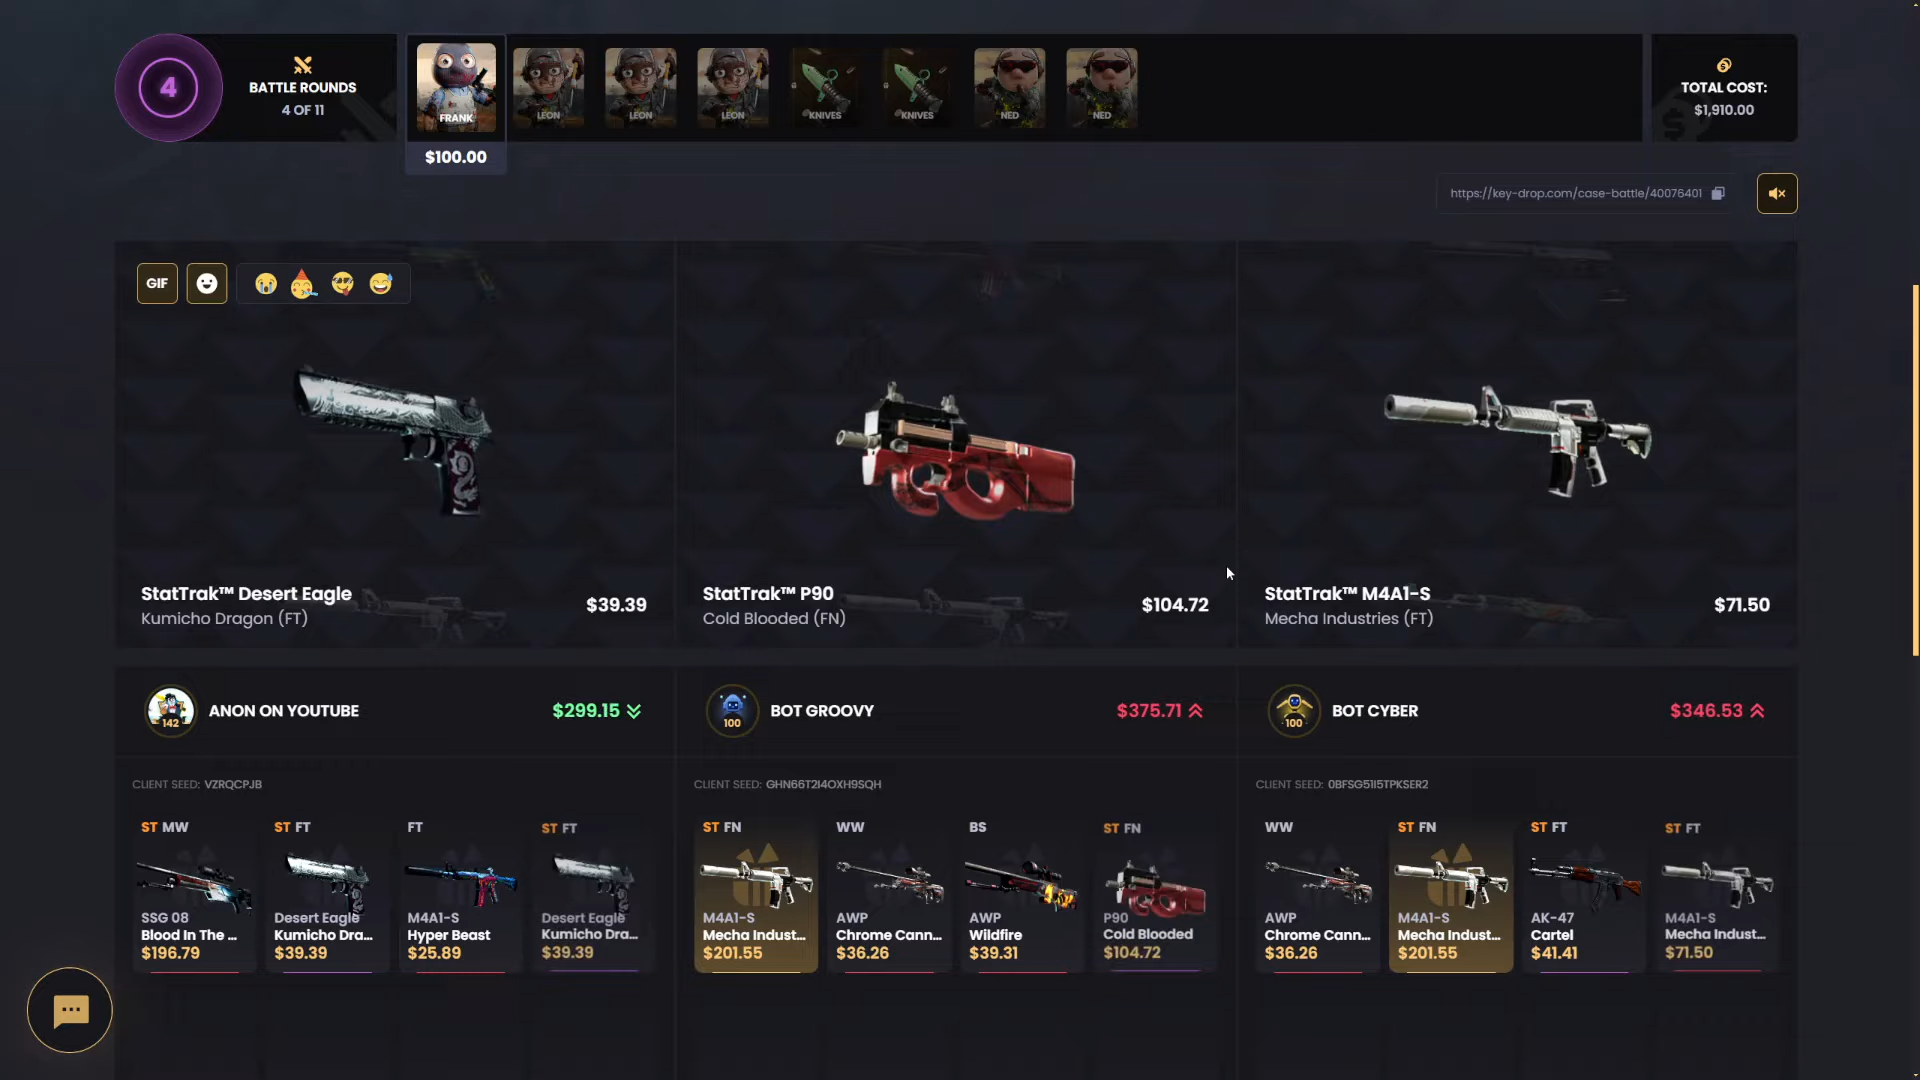 4
BATTLE ROUNDS
4 OF 11
FRANK
$100.00
LEON
LEON
LEON
KNIVES
KNIVES
NED
NED
TOTAL COST:
$1,910.00
https://key-drop.com/case-battle/40076401
GIF
StatTrak™ Desert Eagle
Kumicho Dragon (FT)
$39.39
StatTrak™ P90
Cold Blooded (FN)
$104.72
StatTrak™ M4A1-S
Mecha Industries (FT)
$71.50
142
ANON ON YOUTUBE
$299.15
100
BOT GROOVY
$375.71
100
BOT CYBER
$346.53
CLIENT SEED: VZRQCPJB
CLIENT SEED: GHN66T2I4OXH9SQH
CLIENT SEED: 0BFSG51I5TPKSER2
ST MW
SSG 08
Blood In The ...
$196.79
ST FT
Desert Eagle
Kumicho Dra...
$39.39
FT
M4A1-S
Hyper Beast
$25.89
ST FT
Desert Eagle
Kumicho Dra...
$39.39
ST FN
M4A1-S
Mecha Indust...
$201.55
WW
AWP
Chrome Cann...
$36.26
BS
AWP
Wildfire
$39.31
ST FN
P90
Cold Blooded
$104.72
WW
AWP
Chrome Cann...
$36.26
ST FN
M4A1-S
Mecha Indust...
$201.55
ST FT
AK-47
Cartel
$41.41
ST FT
M4A1-S
Mecha Indust...
$71.50